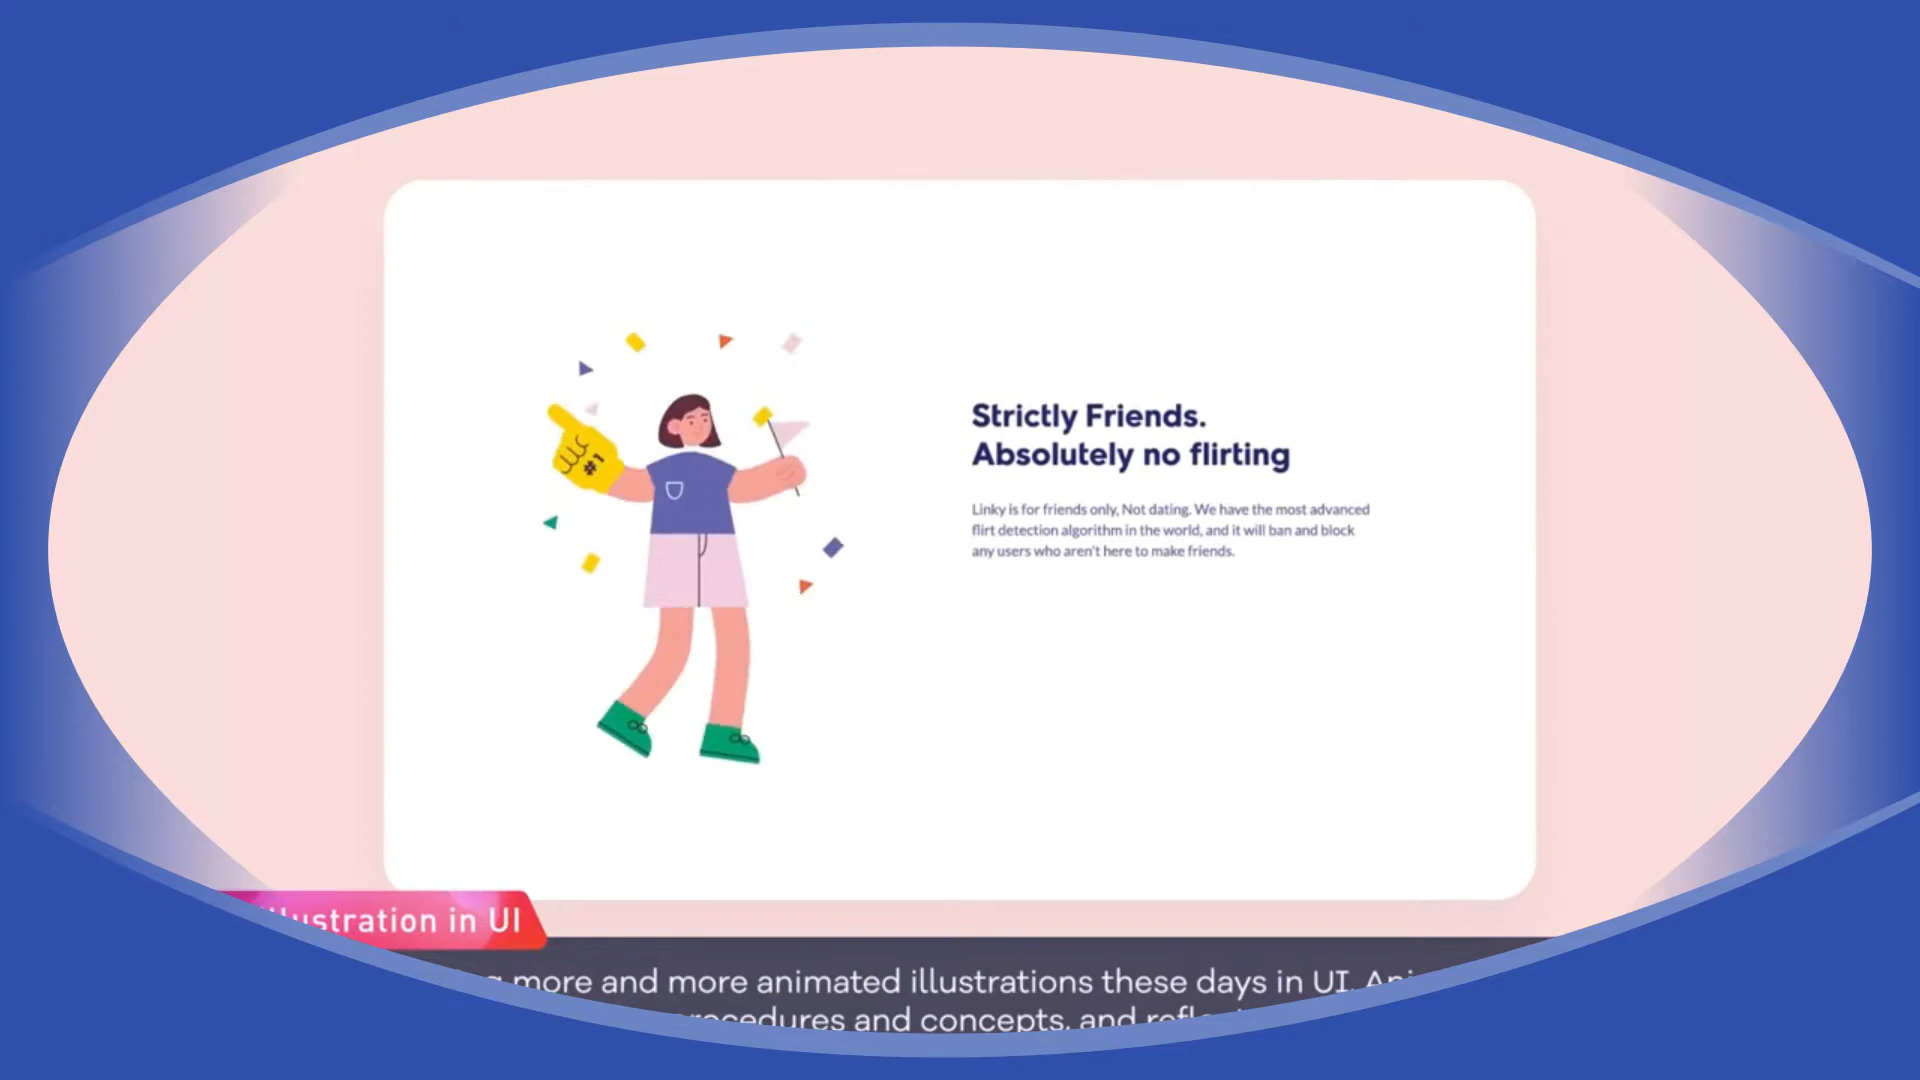 #1
Strictly Friends.
Absolutely no flirting
Linky is for friends only, Not dating. We have the most advanced
flirt detection algorithm in the world, and it will ban and block
any users who aren't here to make friends.
in UI
more and more animated illustrations these days in UI.
and concepts, and